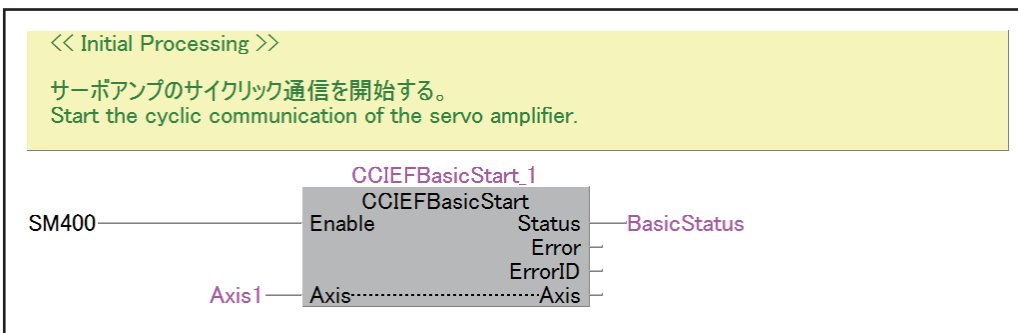 << Initial Processing >>
サーボアンプのサイクリック通信を開始する。
Start the cyclic communication of the servo amplifier.
CCIEFBasicStart_1
CCIEFBasicStart
SM400 Enable Status BasicStatus
Error
ErrorID
Axis1 Axis Axis